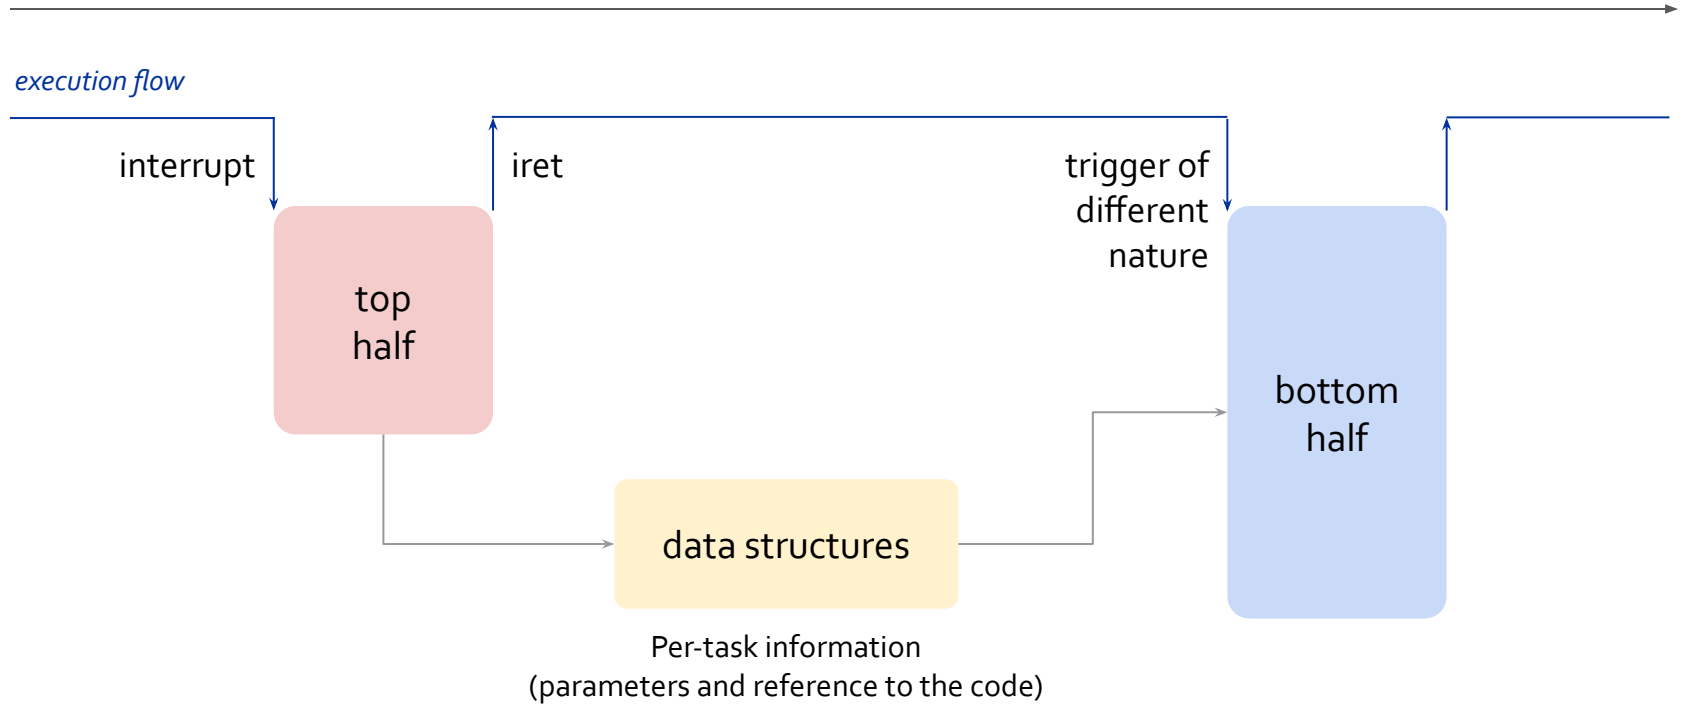 execution flow
interrupt
iret
trigger of
different
nature
top
half
bottom
half
data structures
Per-task information
(parameters and reference to the code)